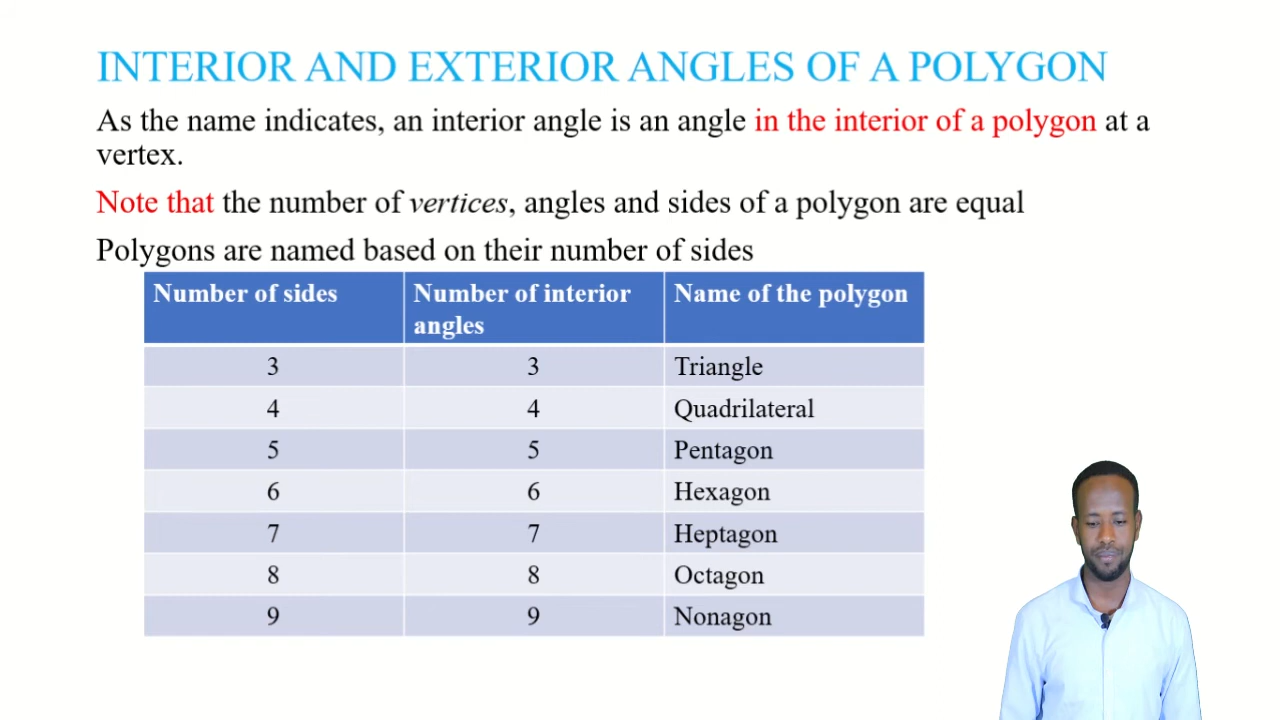 INTERIOR AND EXTERIOR ANGLES OF A POLYGON
As the name indicates, an interior angle is an angle in the interior of a polygon at a
vertex.
Note that the number of vertices, angles and sides of a polygon are equal
Polygons are named based on their number of sides
Number of sides Number of interior angles Name of the polygon
3 3 Triangle
4 4 Quadrilateral
5 5 Pentagon
6 6 Hexagon
7 7 Heptagon
8 8 Octagon
9 9 Nonagon